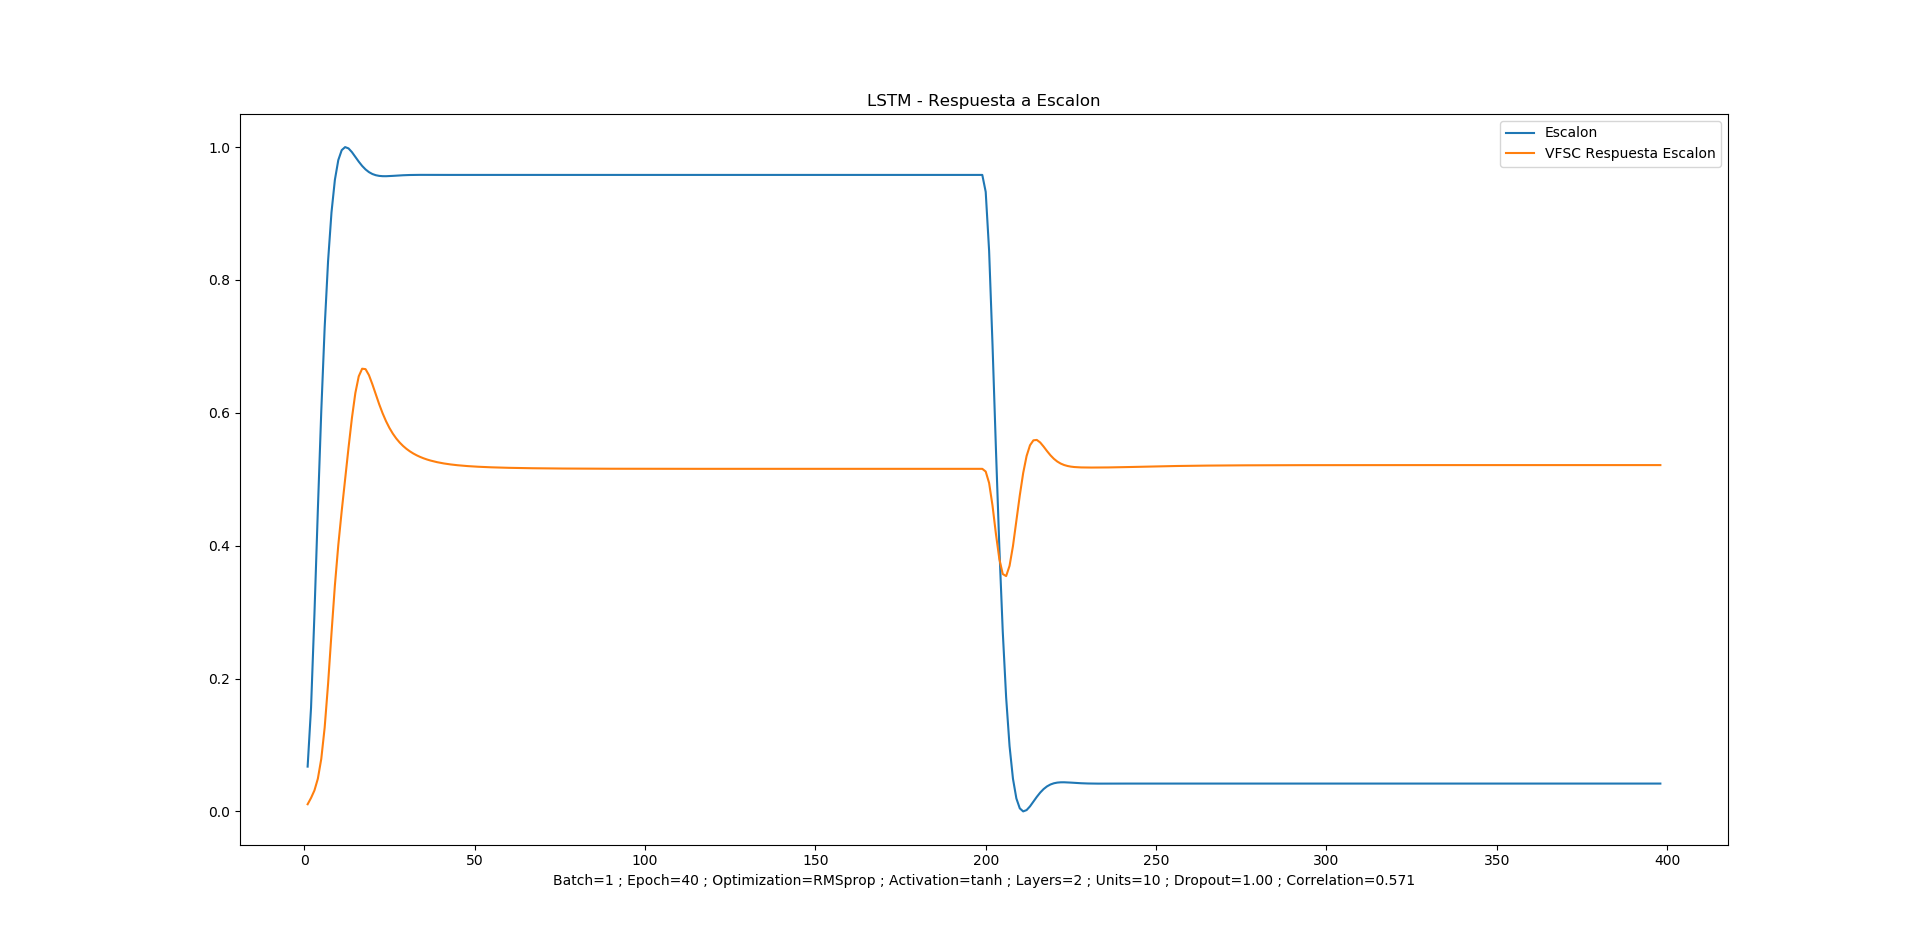 LSTM - Respuesta a Escalon
Escalon
VFSC Respuesta Escalon
1.0
0.8
0.6
0.4
0.2
0.0
0 50 100 150 200 250 300 350 400
Batch=1 ; Epoch=40 ; Optimization=RMSprop ; Activation=tanh ; Layers=2 ; Units=10 ; Dropout=1.00 ; Correlation=0.571